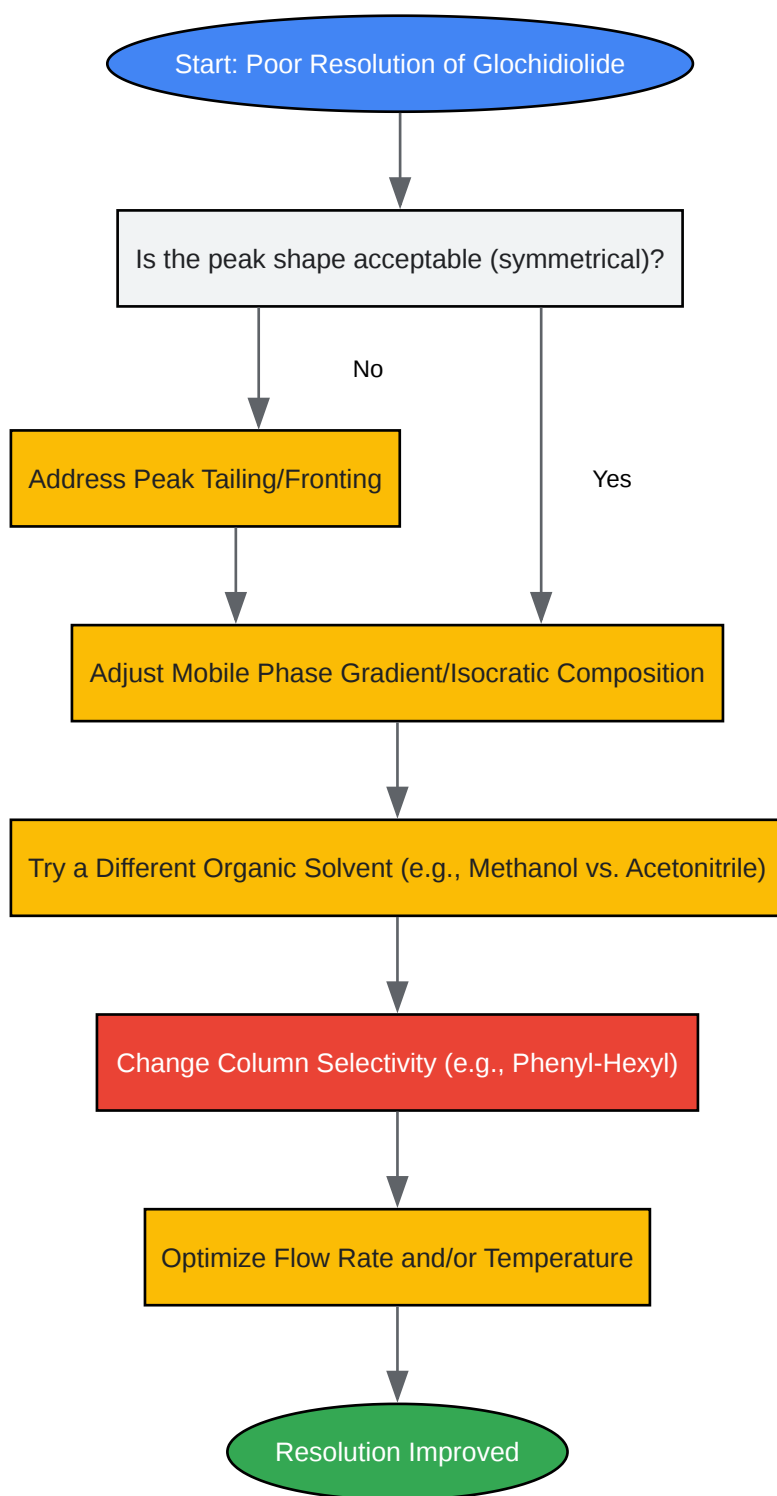 Start: Poor Resolution of Glochidiolide
Is the peak shape acceptable (symmetrical)?
No
Address Peak Tailing/Fronting
Yes
Adjust Mobile Phase Gradient/Isocratic Composition
Try a Different Organic Solvent (e.g., Methanol vs. Acetonitrile)
Change Column Selectivity (e.g., Phenyl-Hexyl)
Optimize Flow Rate and/or Temperature
Resolution Improved